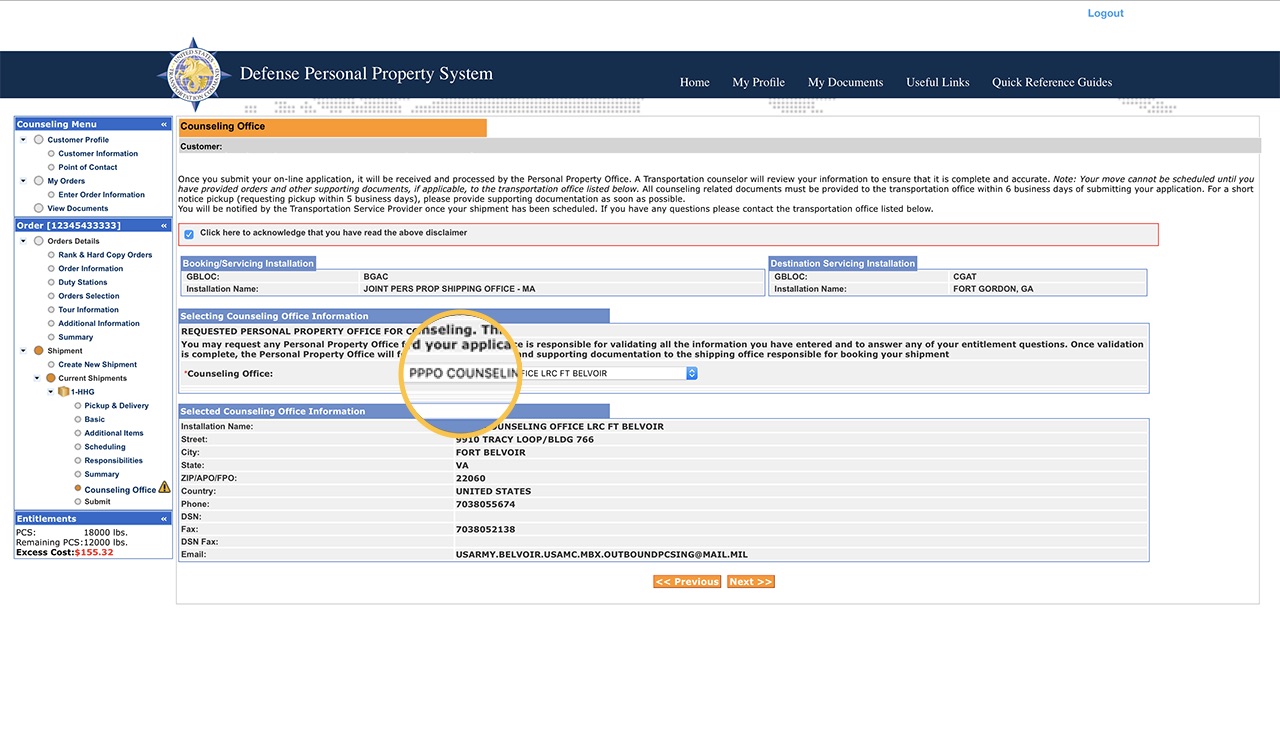 Logout
Defense Personal Property System
Home My Profile My Documents Useful Links Quick Reference Guides
Counseling Menu «
Customer Profile
Customer Information
Point of Contact
My Orders
Enter Order Information
View Documents
Order [12345433333] «
Orders Details
Rank & Hard Copy Orders
Order Information
Duty Stations
Orders Selection
Tour Information
Additional Information
Summary
Shipment
Create New Shipment
Current Shipments
1-HHG
Pickup & Delivery
Basic
Additional Items
Scheduling
Responsibilities
Summary
Counseling Office
Submit
Entitlements «
PCS: 18000 lbs.
Remaining PCS:12000 lbs.
Excess Cost:$155.32
Counseling Office
Customer:
Once you submit your on-line application, it will be received and processed by the Personal Property Office. A Transportation counselor will review your information to ensure that it is complete and accurate. Note: Your move cannot be scheduled until you
have provided orders and other supporting documents, if applicable, to the transportation office listed below. All counseling related documents must be provided to the transportation office within 6 business days of submitting your application. For a short
notice pickup (requesting pickup within 5 business days), please provide supporting documentation as soon as possible.
You will be notified by the Transportation Service Provider once your shipment has been scheduled. If you have any questions please contact the transportation office listed below.
Click here to acknowledge that you have read the above disclaimer
Booking/Servicing Installation
GBLOC: BGAC
Installation Name: JOINT PERS PROP SHIPPING OFFICE - MA
Destination Servicing Installation
GBLOC: CGAT
Installation Name: FORT GORDON, GA
Selecting Counseling Office Information
REQUESTED PERSONAL PROPERTY OFFICE FOR
You may request any Personal Property Office is responsible for validating all the information you have entered and to answer any of your entitlement questions. Once validation
is complete, the Personal Property Office will and supporting documentation to the shipping office responsible for booking your shipment
*Counseling Office: PPPO COUNSELIN FICE LRC FT BELVOIR
Selected Counseling Office Information
Installation Name: OUNSELING OFFICE LRC FT BELVOIR
Street: 9910 TRACY LOOP/BLDG 766
City: FORT BELVOIR
State: VA
ZIP/APO/FPO: 22060
Country: UNITED STATES
Phone: 7038055674
DSN:
Fax: 7038052138
DSN Fax:
Email: USARMY.BELVOIR.USAMC.MBX.OUTBOUNDPCSING@MAIL.MIL
<< Previous Next >>